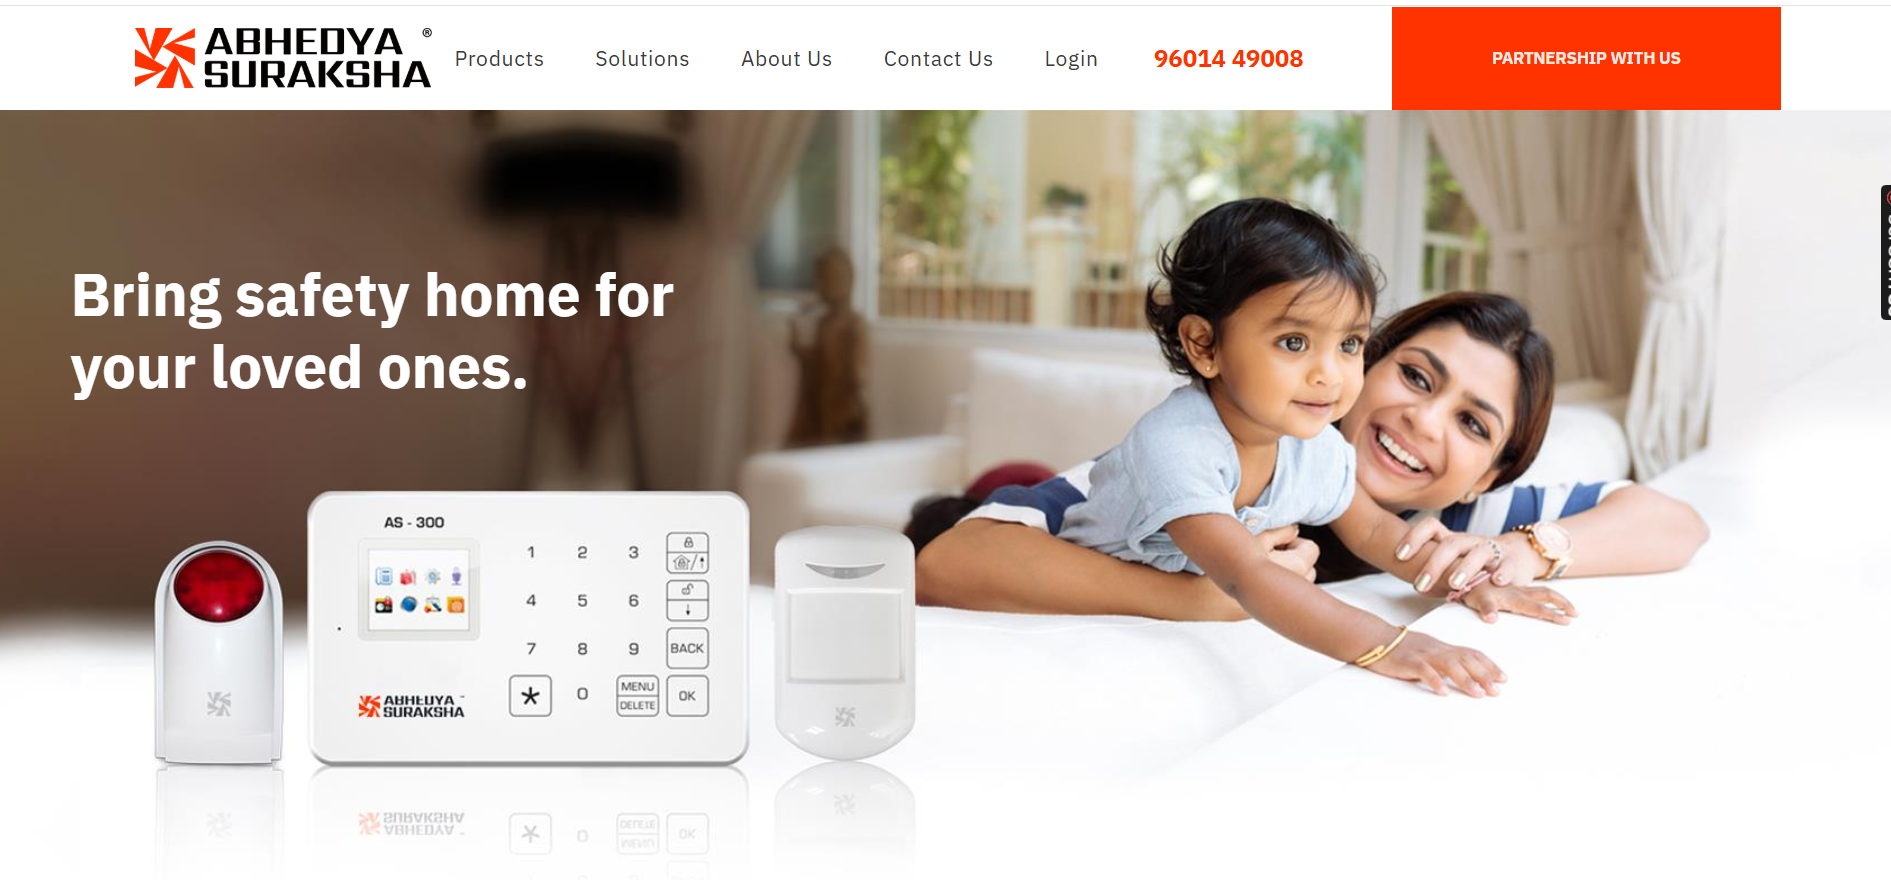 ABHEDYA ®
SURAKSHA
Products
Solutions
About Us
Contact Us
Login
96014 49008
PARTNERSHIP WITH US
Bring safety home for
your loved ones.
AS - 300
1 2 3
4 5 6
7 8 9 BACK
* 0 MENU OK
DELETE
ABHEDYA ™
SURAKSHA